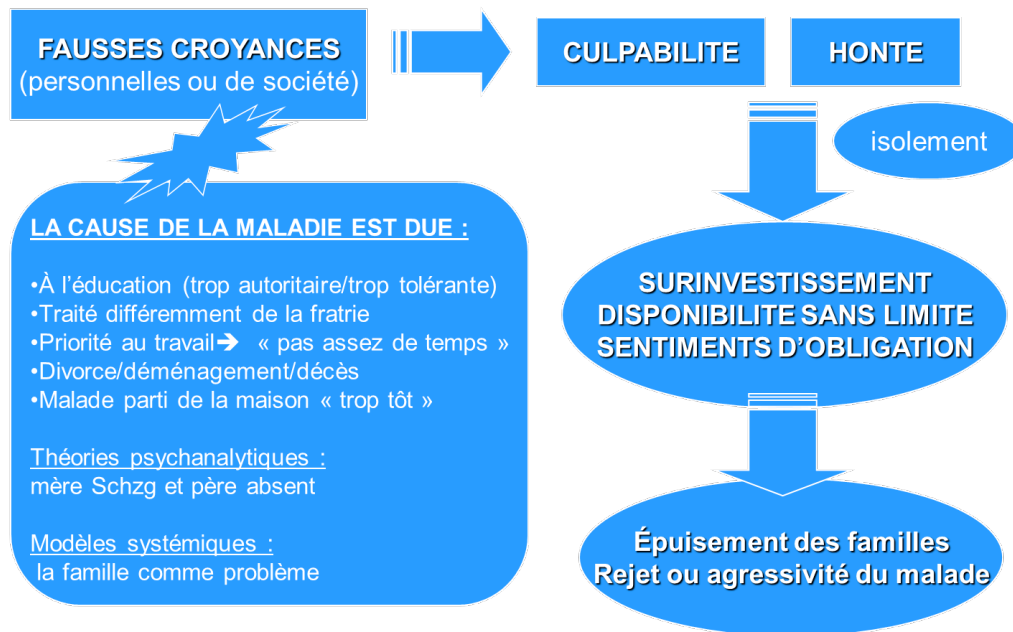 FAUSSES CROYANCES
(personnelles ou de société)
CULPABILITE
HONTE
isolement
LA CAUSE DE LA MALADIE EST DUE :
•À l'éducation (trop autoritaire/trop tolérante)
•Traité différemment de la fratrie
•Priorité au travail➔ « pas assez de temps »
•Divorce/déménagement/décès
•Malade parti de la maison « trop tôt »
Théories psychanalytiques :
mère Schzg et père absent
Modèles systémiques :
la famille comme problème
SURINVESTISSEMENT
DISPONIBILITE SANS LIMITE
SENTIMENTS D'OBLIGATION
Épuisement des familles
Rejet ou agressivité du malade